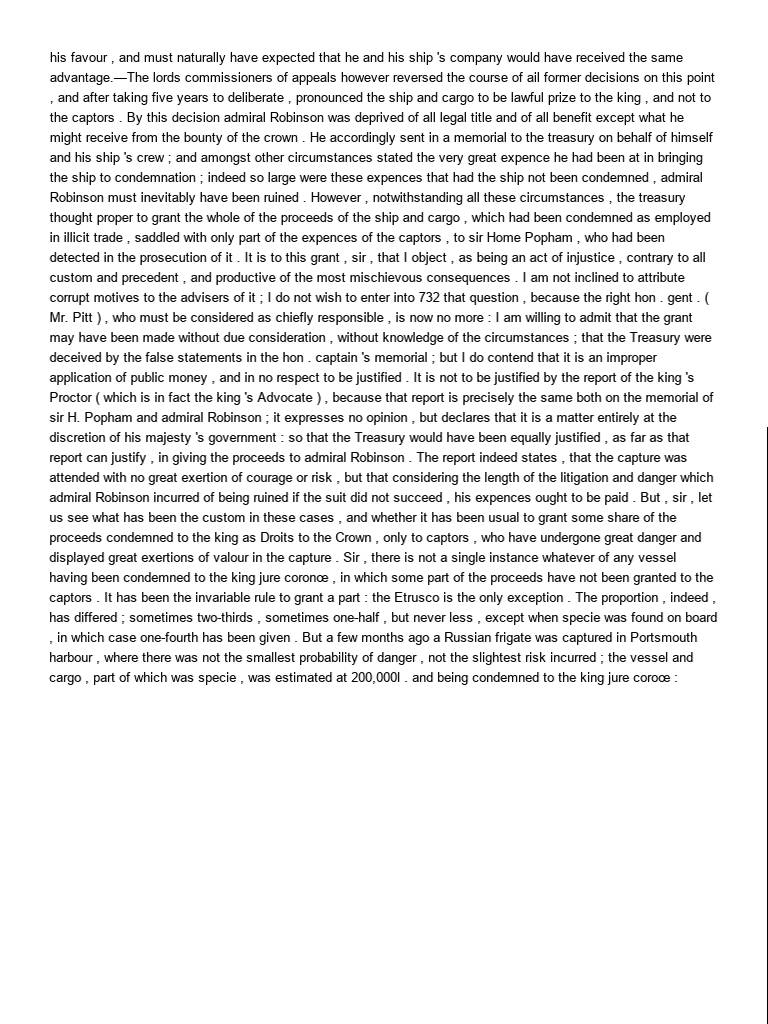 his favour , and must naturally have expected that he and his ship 's company would have received the same
advantage.—The lords commissioners of appeals however reversed the course of ail former decisions on this point
, and after taking five years to deliberate , pronounced the ship and cargo to be lawful prize to the king , and not to
the captors . By this decision admiral Robinson was deprived of all legal title and of all benefit except what he
might receive from the bounty of the crown . He accordingly sent in a memorial to the treasury on behalf of himself
and his ship 's crew ; and amongst other circumstances stated the very great expence he had been at in bringing
the ship to condemnation ; indeed so large were these expences that had the ship not been condemned , admiral
Robinson must inevitably have been ruined . However , notwithstanding all these circumstances , the treasury
thought proper to grant the whole of the proceeds of the ship and cargo , which had been condemned as employed
in illicit trade , saddled with only part of the expences of the captors , to sir Home Popham , who had been
detected in the prosecution of it . It is to this grant , sir , that I object , as being an act of injustice , contrary to all
custom and precedent , and productive of the most mischievous consequences . I am not inclined to attribute
corrupt motives to the advisers of it ; I do not wish to enter into 732 that question , because the right hon . gent . (
Mr. Pitt ) , who must be considered as chiefly responsible , is now no more : I am willing to admit that the grant
may have been made without due consideration , without knowledge of the circumstances ; that the Treasury were
deceived by the false statements in the hon . captain 's memorial ; but I do contend that it is an improper
application of public money , and in no respect to be justified . It is not to be justified by the report of the king 's
Proctor ( which is in fact the king 's Advocate ) , because that report is precisely the same both on the memorial of
sir H. Popham and admiral Robinson ; it expresses no opinion , but declares that it is a matter entirely at the
discretion of his majesty 's government : so that the Treasury would have been equally justified , as far as that
report can justify , in giving the proceeds to admiral Robinson . The report indeed states , that the capture was
attended with no great exertion of courage or risk , but that considering the length of the litigation and danger which
admiral Robinson incurred of being ruined if the suit did not succeed , his expences ought to be paid . But , sir , let
us see what has been the custom in these cases , and whether it has been usual to grant some share of the
proceeds condemned to the king as Droits to the Crown , only to captors , who have undergone great danger and
displayed great exertions of valour in the capture . Sir , there is not a single instance whatever of any vessel
having been condemned to the king jure coronœ , in which some part of the proceeds have not been granted to the
captors . It has been the invariable rule to grant a part : the Etrusco is the only exception . The proportion , indeed ,
has differed ; sometimes two-thirds , sometimes one-half , but never less , except when specie was found on board
, in which case one-fourth has been given . But a few months ago a Russian frigate was captured in Portsmouth
harbour , where there was not the smallest probability of danger , not the slightest risk incurred ; the vessel and
cargo , part of which was specie , was estimated at 200,000l . and being condemned to the king jure coroœ :